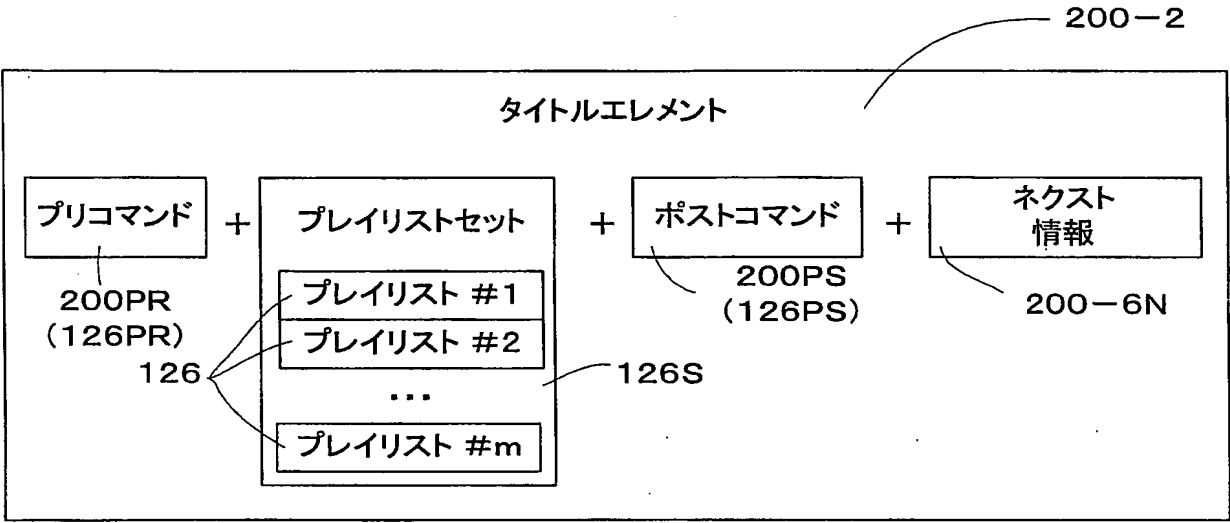 200-2
タイトルエレメント
プリコマンド
+
プレイリストセット
+
ポストコマンド
+
ネクスト
情報
200PR
(126PR)
プレイリスト #1
プレイリスト #2
...
プレイリスト #m
126
126S
200PS
(126PS)
200-6N